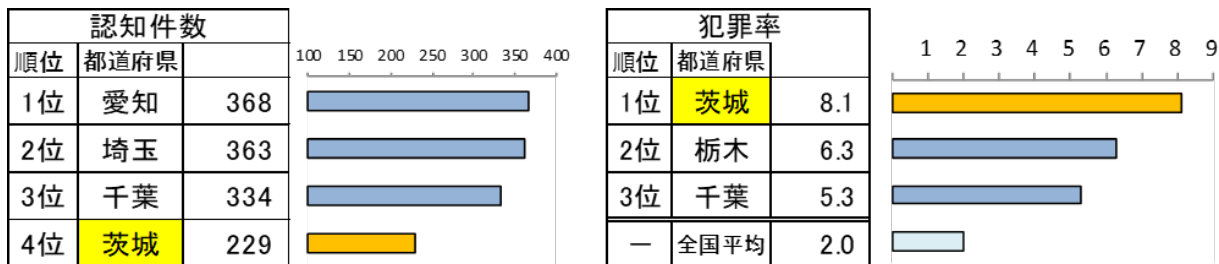 認知件数
順位 都道府県
1位 愛知 368
2位 埼玉 363
3位 千葉 334
4位 茨城 229
100 150 200 250 300 350 400
犯罪率
順位 都道府県
1位 茨城 8.1
2位 栃木 6.3
3位 千葉 5.3
― 全国平均 2.0
1 2 3 4 5 6 7 8 9